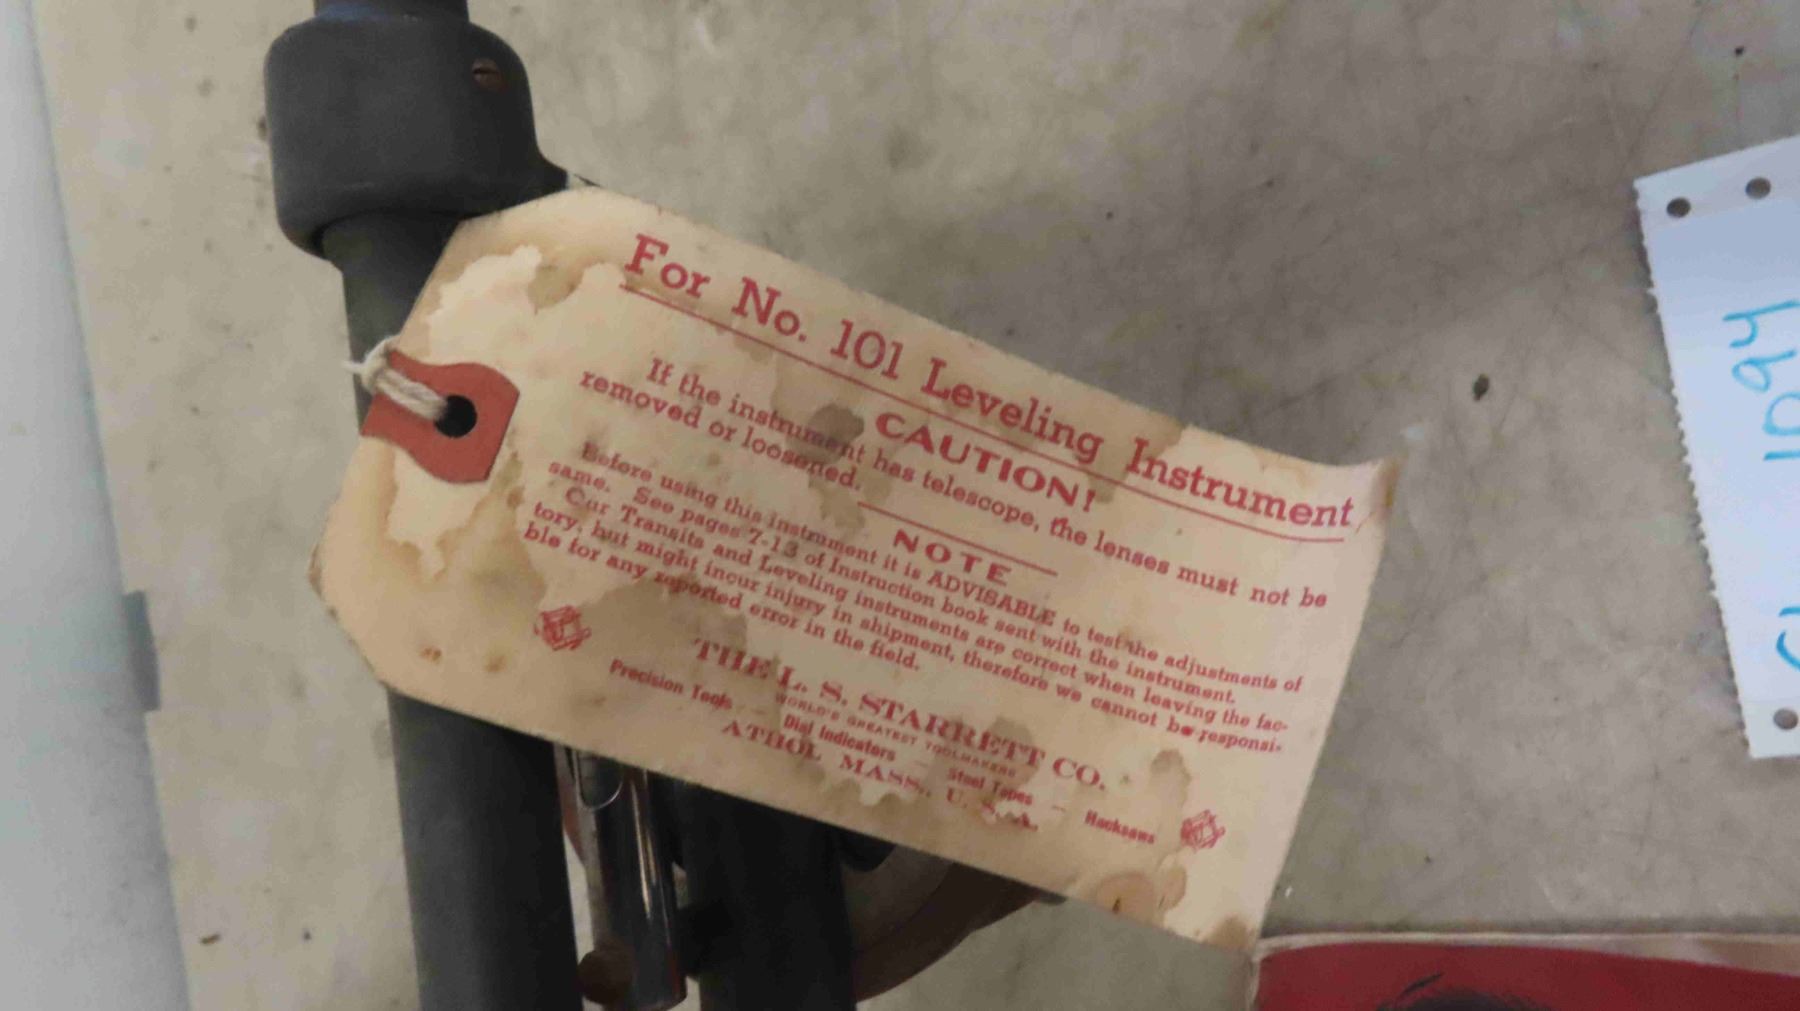 For No. 101 Leveling Instrument
CAUTION!
If the instrument has telescope, the lenses must not be
removed or loosened.
NOTE
Before using this instrument it is ADVISABLE to test the adjustments of
same. See pages 7-13 of Instruction book sent with the instrument.
Our Transits and Leveling instruments are correct when leaving the fac-
tory, but might incur injury in shipment, therefore we cannot be responsi-
ble for any reported error in the field.
THE L. S. STARRETT CO.
WORLD'S GREATEST TOOLMAKERS
Precision Tools — Dial Indicators — Steel Tapes — Hacksaws
ATHOL MASS., U. S. A.
1094